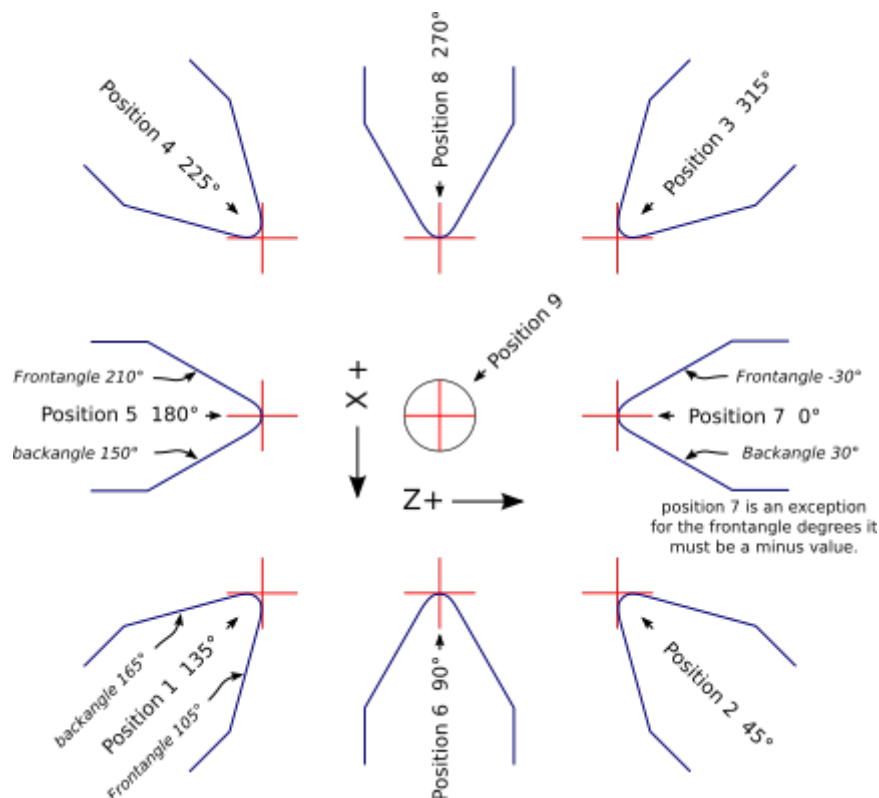 Position 4 225°
Position 8 270°
Position 3 315°
Position 9
Frontangle 210°
Position 5 180°
backangle 150°
X +
Z+
Frontangle -30°
Position 7 0°
Backangle 30°
position 7 is an exception
for the frontangle degrees it
must be a minus value.
backangle 165°
Position 1 135°
Frontangle 105°
Position 6 90°
Position 2 45°